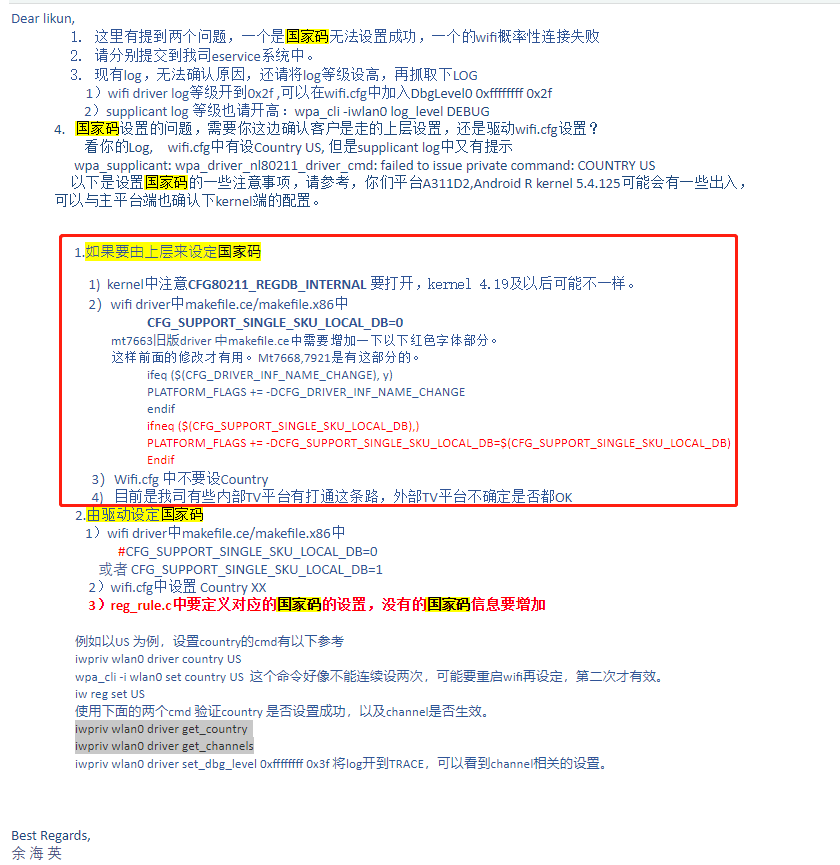 Dear likun,
1. 这里有提到两个问题，一个是国家码无法设置成功，一个的wifi概率性连接失败
2. 请分别提交到我司eservice系统中。
3. 现有log，无法确认原因，还请将log等级设高，再抓取下LOG
1）wifi driver log等级开到0x2f ,可以在wifi.cfg中加入DbgLevel0 0xffffffff 0x2f
2）supplicant log 等级也请开高：wpa_cli -iwlan0 log_level DEBUG
4. 国家码设置的问题，需要你这边确认客户是走的上层设置，还是驱动wifi.cfg设置？
看你的Log, wifi.cfg中有设Country US, 但是supplicant log中又有提示
wpa_supplicant: wpa_driver_nl80211_driver_cmd: failed to issue private command: COUNTRY US
以下是设置国家码的一些注意事项，请参考，你们平台A311D2,Android R kernel 5.4.125可能会有一些出入，
可以与主平台端也确认下kernel端的配置。
1.如果要由上层来设定国家码
1) kernel中注意CFG80211_REGDB_INTERNAL 要打开，kernel 4.19及以后可能不一样。
2) wifi driver中makefile.ce/makefile.x86中
CFG_SUPPORT_SINGLE_SKU_LOCAL_DB=0
mt7663旧版driver 中makefile.ce中需要增加一下以下红色字体部分。
这样前面的修改才有用。Mt7668,7921是有这部分的。
ifeq ($(CFG_DRIVER_INF_NAME_CHANGE), y)
PLATFORM_FLAGS += -DCFG_DRIVER_INF_NAME_CHANGE
endif
ifneq ($(CFG_SUPPORT_SINGLE_SKU_LOCAL_DB),)
PLATFORM_FLAGS += -DCFG_SUPPORT_SINGLE_SKU_LOCAL_DB=$(CFG_SUPPORT_SINGLE_SKU_LOCAL_DB)
Endif
3) Wifi.cfg 中不要设Country
4) 目前是我司有些内部TV平台有打通这条路，外部TV平台不确定是否都OK
2.由驱动设定国家码
1）wifi driver中makefile.ce/makefile.x86中
#CFG_SUPPORT_SINGLE_SKU_LOCAL_DB=0
或者 CFG_SUPPORT_SINGLE_SKU_LOCAL_DB=1
2）wifi.cfg中设置 Country XX
3）reg_rule.c中要定义对应的国家码的设置，没有的国家码信息要增加
例如以US 为例，设置country的cmd有以下参考
iwpriv wlan0 driver country US
wpa_cli -i wlan0 set country US 这个命令好像不能连续设两次，可能要重启wifi再设定，第二次才有效。
iw reg set US
使用下面的两个cmd 验证country 是否设置成功，以及channel是否生效。
iwpriv wlan0 driver get_country
iwpriv wlan0 driver get_channels
iwpriv wlan0 driver set_dbg_level 0xffffffff 0x3f 将log开到TRACE，可以看到channel相关的设置。
Best Regards,
余 海 英